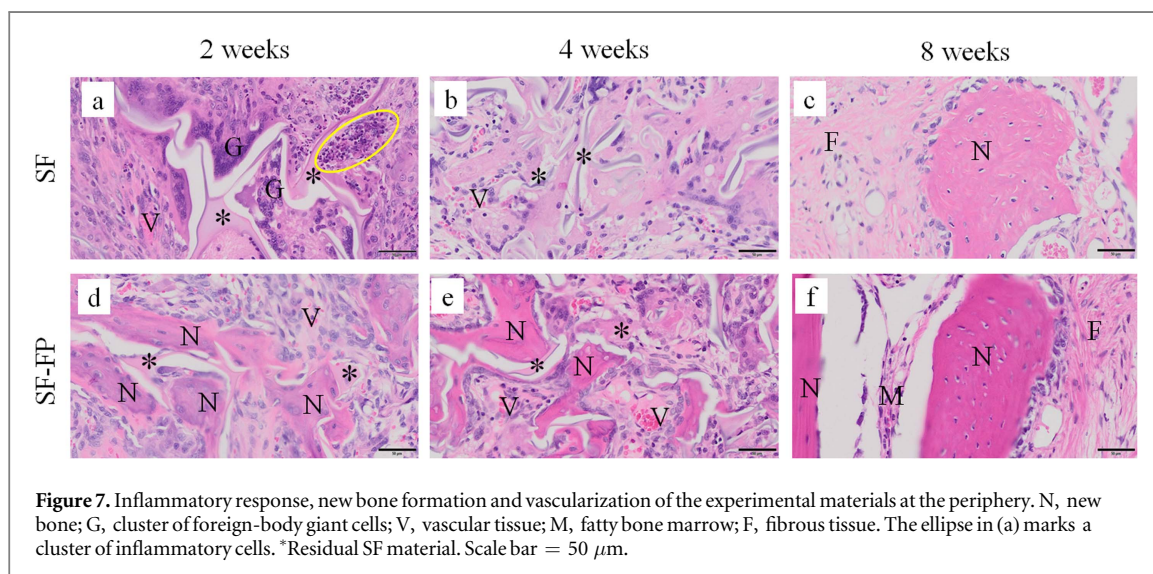 2 weeks 4 weeks 8 weeks
SF
a G G * * V
b * * V
c F N
SF-FP
d N V * * N N N
e N * * N V V
f N M N F
Figure 7. Inflammatory response, new bone formation and vascularization of the experimental materials at the periphery. N, new
bone; G, cluster of foreign-body giant cells; V, vascular tissue; M, fatty bone marrow; F, fibrous tissue. The ellipse in (a) marks a
cluster of inflammatory cells. *Residual SF material. Scale bar = 50 μm.